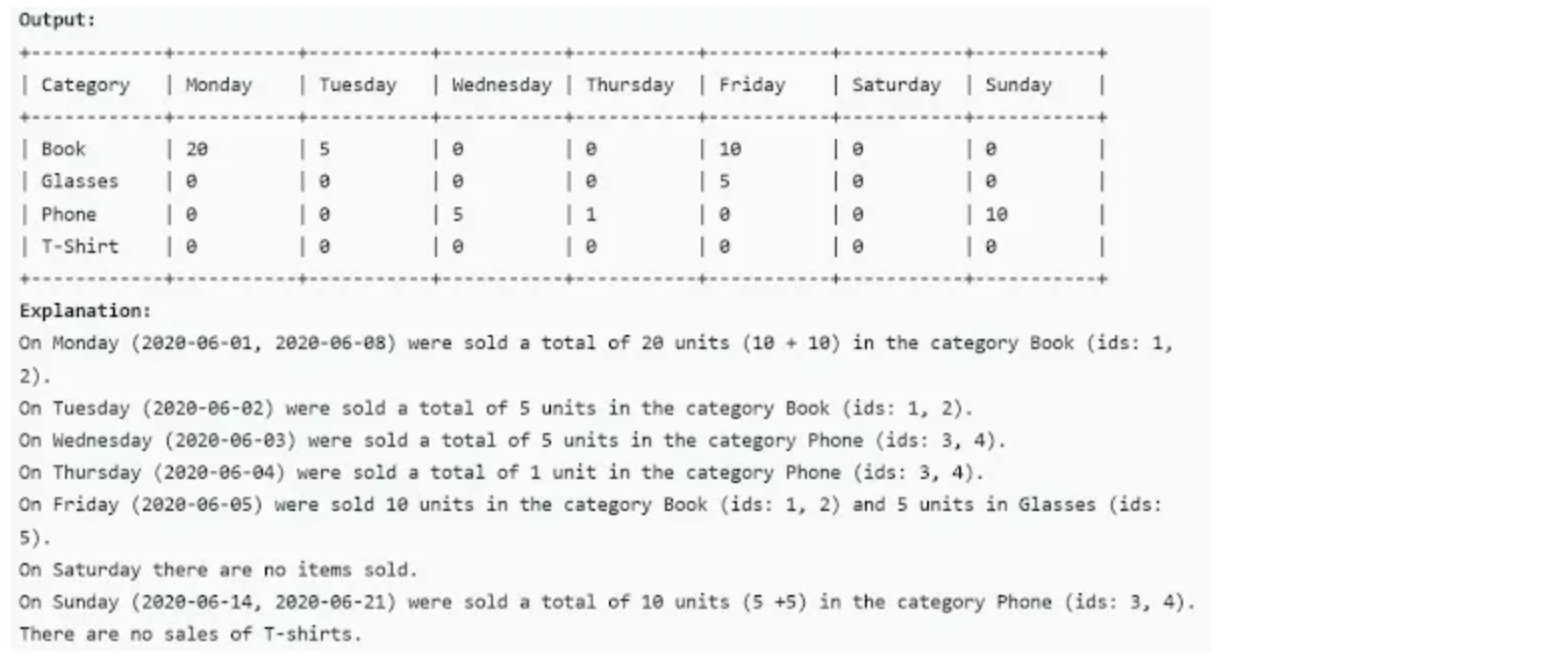 Output:
+------------+-----------+-----------+-----------+-----------+-----------+-----------+-----------+
| Category   | Monday    | Tuesday   | Wednesday | Thursday  | Friday    | Saturday  | Sunday    |
+------------+-----------+-----------+-----------+-----------+-----------+-----------+-----------+
| Book       | 20        | 5         | 0         | 0         | 10        | 0         | 0         |
| Glasses    | 0         | 0         | 0         | 0         | 5         | 0         | 0         |
| Phone      | 0         | 0         | 5         | 1         | 0         | 0         | 10        |
| T-Shirt    | 0         | 0         | 0         | 0         | 0         | 0         | 0         |
+------------+-----------+-----------+-----------+-----------+-----------+-----------+-----------+
Explanation:
On Monday (2020-06-01, 2020-06-08) were sold a total of 20 units (10 + 10) in the category Book (ids: 1,
2).
On Tuesday (2020-06-02) were sold a total of 5 units in the category Book (ids: 1, 2).
On Wednesday (2020-06-03) were sold a total of 5 units in the category Phone (ids: 3, 4).
On Thursday (2020-06-04) were sold a total of 1 unit in the category Phone (ids: 3, 4).
On Friday (2020-06-05) were sold 10 units in the category Book (ids: 1, 2) and 5 units in Glasses (ids:
5).
On Saturday there are no items sold.
On Sunday (2020-06-14, 2020-06-21) were sold a total of 10 units (5 +5) in the category Phone (ids: 3, 4).
There are no sales of T-shirts.